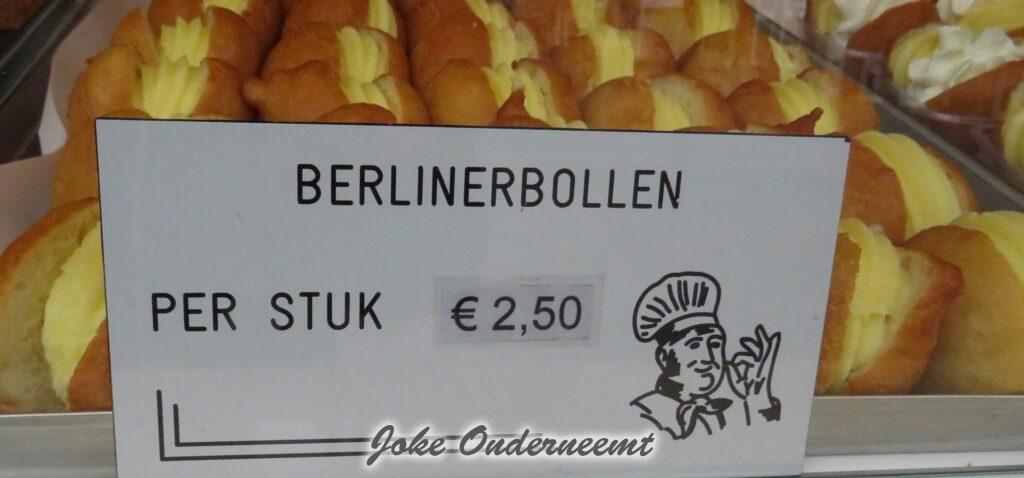 BERLINERBOLLEN
PER STUK € 2,50
Joke Onderneemt